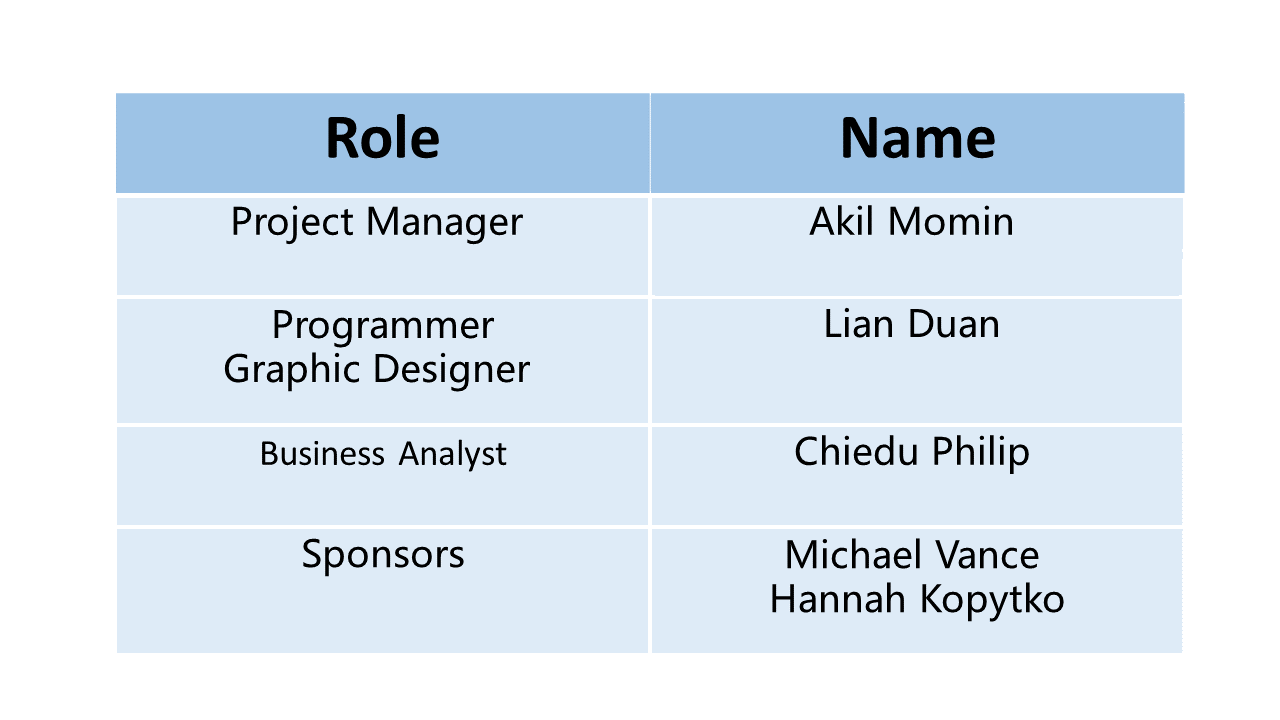 Role Name
Project Manager Akil Momin
Programmer Lian Duan
Graphic Designer
Business Analyst Chiedu Philip
Sponsors Michael Vance
Hannah Kopytko